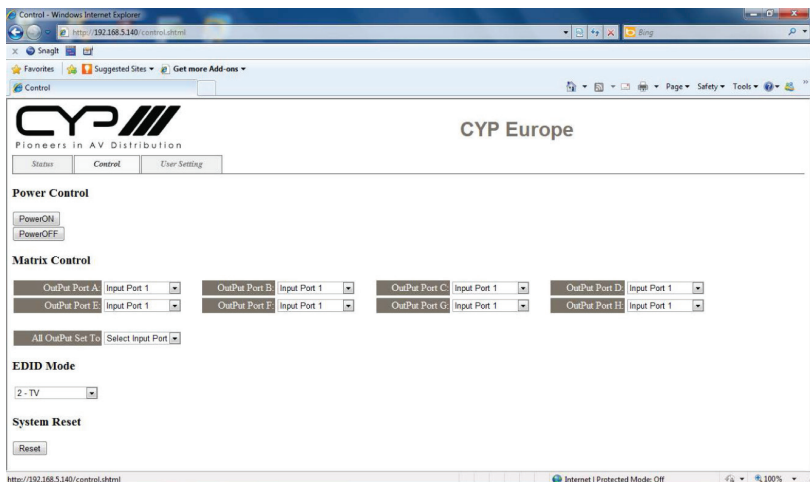 Control - Windows Internet Explorer
http://192.168.5.140/control.shtml
Bing
x SnagIt
Favorites Suggested Sites Get more Add-ons
Control
Page Safety Tools
CYP
Pioneers in AV Distribution
CYP Europe
Status Control User Setting
Power Control
PowerON
PowerOFF
Matrix Control
OutPut Port A: Input Port 1 OutPut Port B: Input Port 1 OutPut Port C: Input Port 1 OutPut Port D: Input Port 1
OutPut Port E: Input Port 1 OutPut Port F: Input Port 1 OutPut Port G: Input Port 1 OutPut Port H: Input Port 1
All OutPut Set To Select Input Port
EDID Mode
2 - TV
System Reset
Reset
http://192.168.5.140/control.shtml Internet | Protected Mode: Off 100%